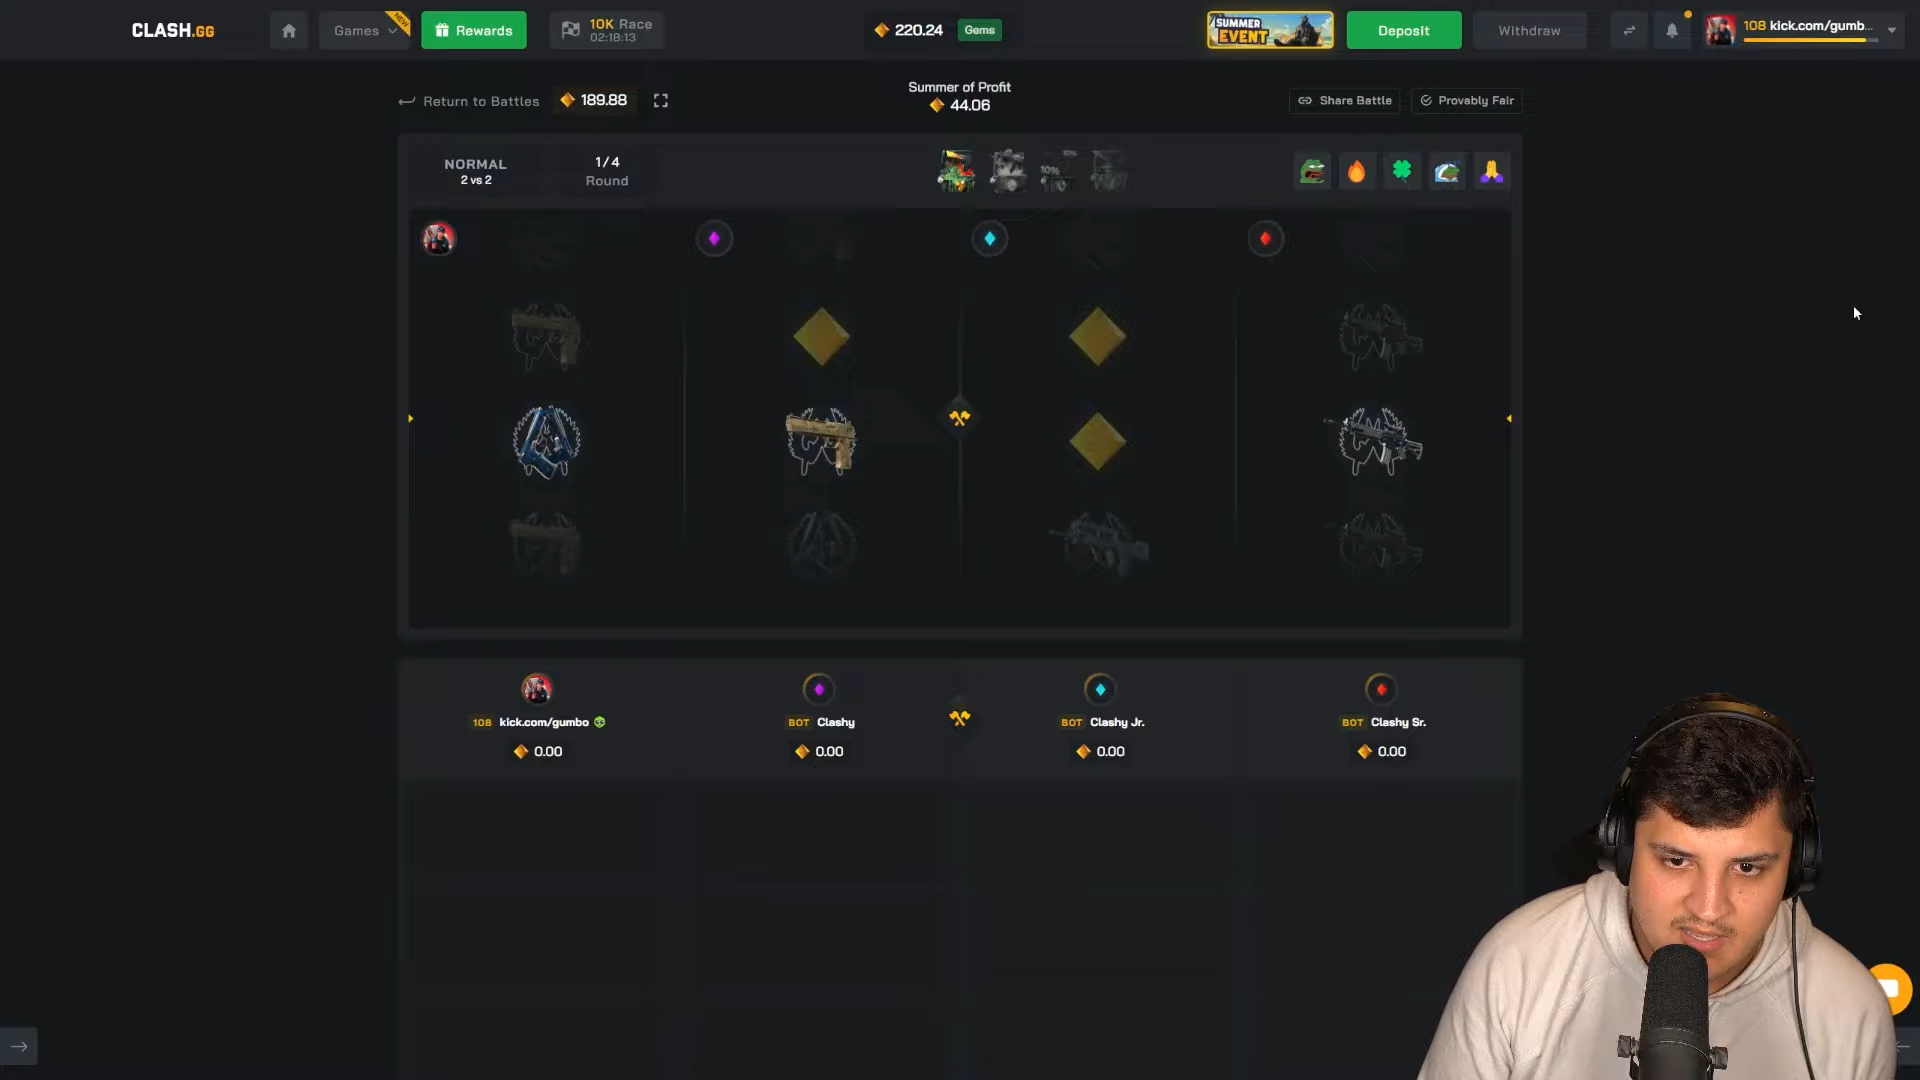 CLASH.GG
Games
NEW
Rewards
10K Race
02:18:13
220.24
Gems
SUMMER
EVENT
Deposit
Withdraw
108 kick.com/gumb...
Return to Battles
189.88
Summer of Profit
44.06
Share Battle
Provably Fair
NORMAL
2 vs 2
1/4
Round
10%
10%
108 kick.com/gumbo
0.00
BOT Clashy
0.00
BOT Clashy Jr.
0.00
BOT Clashy Sr.
0.00